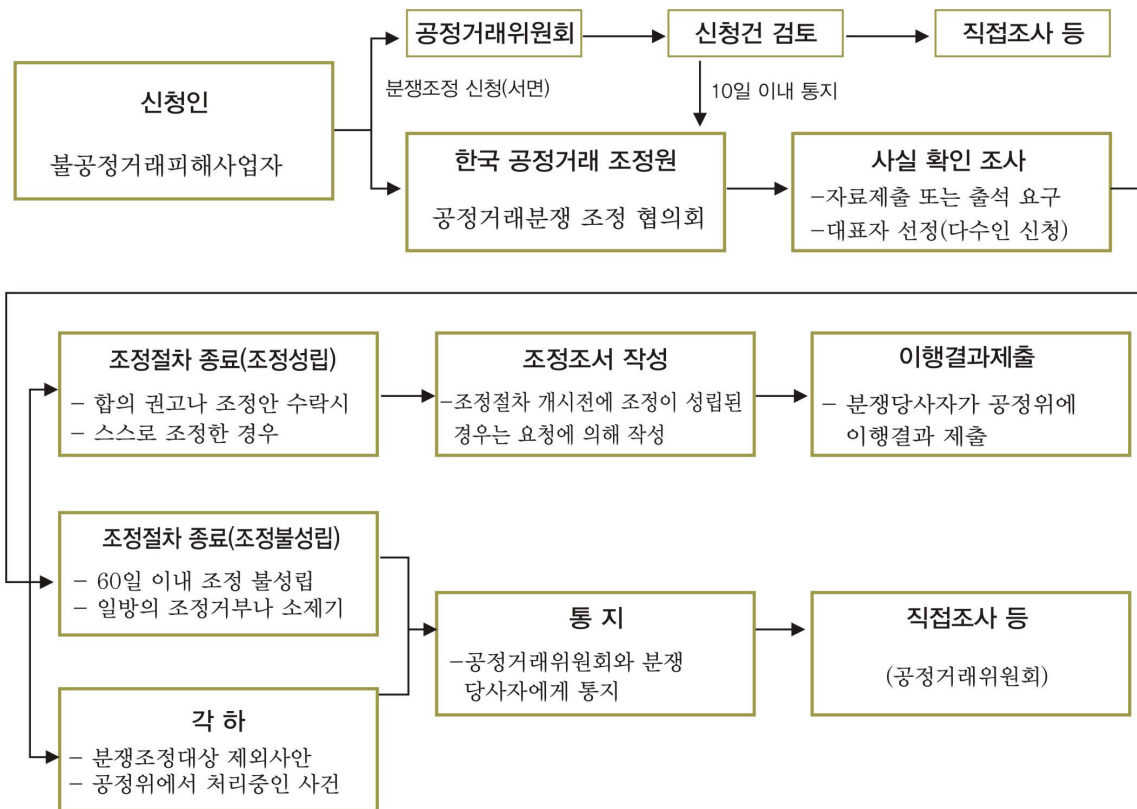 공정거래위원회
신청건 검토
직접조사 등
분쟁조정 신청(서면)
10일 이내 통지
신청인
불공정거래피해사업자
한국 공정거래 조정원
공정거래분쟁 조정 협의회
사실 확인 조사
-자료제출 또는 출석 요구
-대표자 선정(다수인 신청)
조정절차 종료(조정성립)
- 합의 권고나 조정안 수락시
- 스스로 조정한 경우
조정조서 작성
-조정절차 개시전에 조정이 성립된
경우는 요청에 의해 작성
이행결과제출
- 분쟁당사자가 공정위에
이행결과 제출
조정절차 종료(조정불성립)
- 60일 이내 조정 불성립
- 일방의 조정거부나 소제기
통 지
-공정거래위원회와 분쟁
당사자에게 통지
직접조사 등
(공정거래위원회)
각 하
- 분쟁조정대상 제외사안
- 공정위에서 처리중인 사건